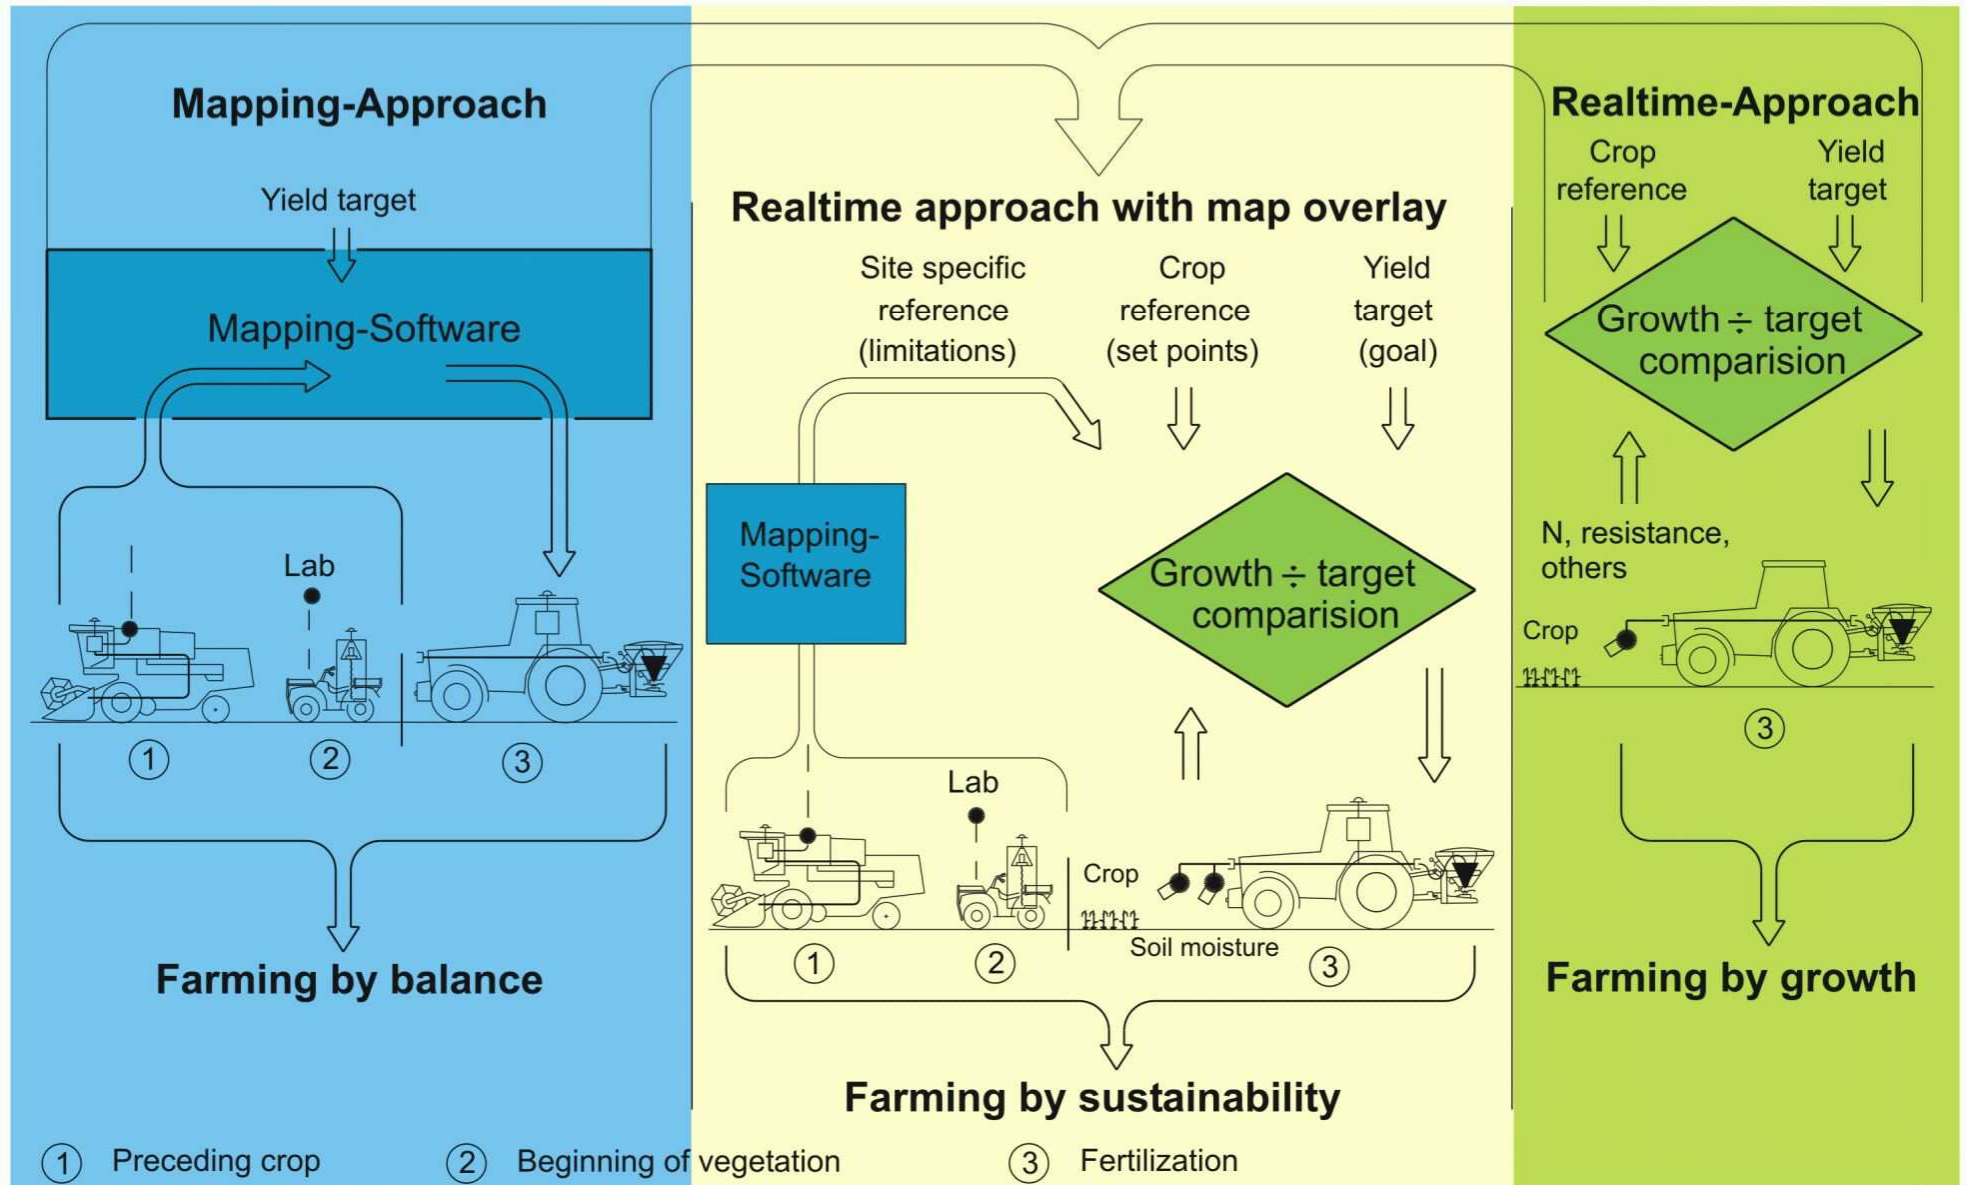 Mapping-Approach
Yield target
Mapping-Software
Lab
1
2
3
Farming by balance
Realtime approach with map overlay
Site specific
reference
(limitations)
Crop
reference
(set points)
Yield
target
(goal)
Mapping-
Software
Growth ÷ target
comparision
Lab
Crop
Soil moisture
1
2
3
Farming by sustainability
Realtime-Approach
Crop
reference
Yield
target
Growth ÷ target
comparision
N, resistance,
others
Crop
3
Farming by growth
1 Preceding crop
2 Beginning of vegetation
3 Fertilization